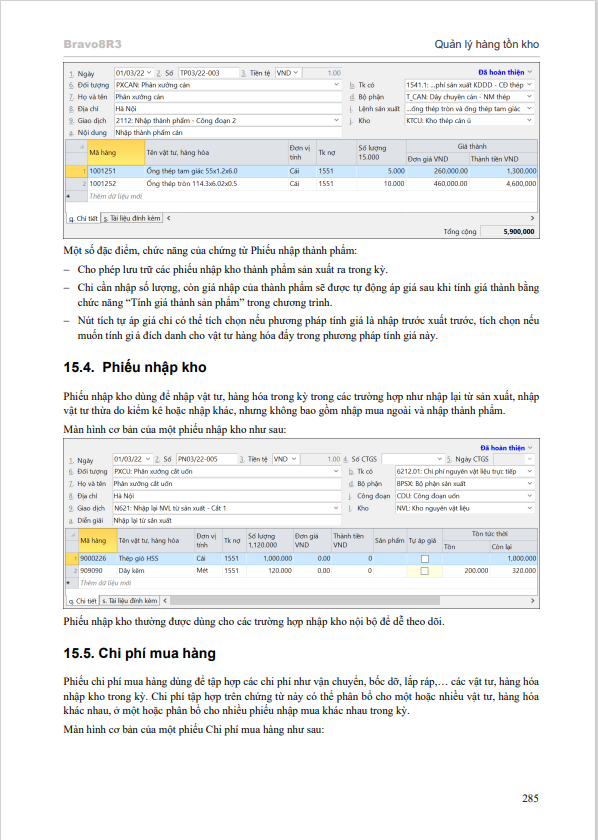 Bravo8R3 Quản lý hàng tồn kho
Đã hoàn thiện
1. Ngày 01/03/22 2. Số TP03/22-003 3. Tiền tệ VND 1.00
6. Đối tượng PXCAN: Phân xưởng cán b. Tk có 1541.1: ...phí sản xuất KDDD - CĐ thép
7. Họ và tên Phân xưởng cán d. Bộ phận T_CAN: Dây chuyền cán - NM thép
8. Địa chỉ Hà Nội i. Lệnh sản xuất ...ống thép tròn và ống thép tam giác
9. Giao dịch 2112: Nhập thành phẩm - Công đoạn 2 j. Kho KTCU: Kho thép cán ủ
a. Nội dung Nhập thành phẩm cán
Mã hàng Tên vật tư, hàng hóa Đơn vị tính Tk nợ Số lượng 15.000 Giá thành
Đơn giá VND Thành tiền VND
1 1001251 Ống thép tam giác 55x1.2x6.0 Cái 1551 5.000 260,000.00 1,300,000
2 1001252 Ống thép tròn 114.3x6.02x0.5 Cái 1551 10.000 460,000.00 4,600,000
Thêm dữ liệu mới
q. Chi tiết s. Tài liệu đính kèm
Tổng cộng 5,900,000
Một số đặc điểm, chức năng của chứng từ Phiếu nhập thành phẩm:
– Cho phép lưu trữ các phiếu nhập kho thành phẩm sản xuất ra trong kỳ.
– Chỉ cần nhập số lượng, còn giá nhập của thành phẩm sẽ được tự động áp giá sau khi tính giá thành bằng
chức năng “Tính giá thành sản phẩm” trong chương trình.
– Nút tích tự áp giá chỉ có thể tích chọn nếu phương pháp tính giá là nhập trước xuất trước, tích chọn nếu
muốn tính giá đích danh cho vật tư hàng hóa đấy trong phương pháp tính giá này.
15.4. Phiếu nhập kho
Phiếu nhập kho dùng để nhập vật tư, hàng hóa trong kỳ trong các trường hợp như nhập lại từ sản xuất, nhập
vật tư thừa do kiểm kê hoặc nhập khác, nhưng không bao gồm nhập mua ngoài và nhập thành phẩm.
Màn hình cơ bản của một phiếu nhập kho như sau:
Đã hoàn thiện
1. Ngày 01/03/22 2. Số PN03/22-005 3. Tiền tệ VND 1.00 4. Số CTGS 5. Ngày CTGS
6. Đối tượng PXCU: Phân xưởng cắt uốn b. Tk có 6212.01: Chi phí nguyên vật liệu trực tiếp
7. Họ và tên Phân xưởng cắt uốn d. Bộ phận BPSX: Bộ phận sản xuất
8. Địa chỉ Hà Nội j. Công đoạn CDU: Công đoạn uốn
9. Giao dịch N621: Nhập lại NVL từ sản xuất - Cắt 1 l. Kho NVL: Kho nguyên vật liệu
a. Diễn giải Nhập lại từ sản xuất
Mã hàng Tên vật tư, hàng hóa Đơn vị tính Tk nợ Số lượng 1,120.000 Đơn giá VND Thành tiền VND Sản phẩm Tự áp giá Tồn tức thời
Tồn Còn lại
1 9000226 Thép gió HSS Cái 1551 1,000.000 0.00 0 1,000.000
2 909090 Dây kẽm Mét 1551 120.000 0.00 0 200.000 320.000
Thêm dữ liệu mới
q. Chi tiết s. Tài liệu đính kèm
Phiếu nhập kho thường được dùng cho các trường hợp nhập kho nội bộ để dễ theo dõi.
15.5. Chi phí mua hàng
Phiếu chi phí mua hàng dùng để tập hợp các chi phí như vận chuyển, bốc dỡ, lắp ráp,… các vật tư, hàng hóa
nhập kho trong kỳ. Chi phí tập hợp trên chứng từ này có thể phân bổ cho một hoặc nhiều vật tư, hàng hóa
khác nhau, ở một hoặc phân bổ cho nhiều phiếu nhập mua khác nhau trong kỳ.
Màn hình cơ bản của một phiếu Chi phí mua hàng như sau:
285